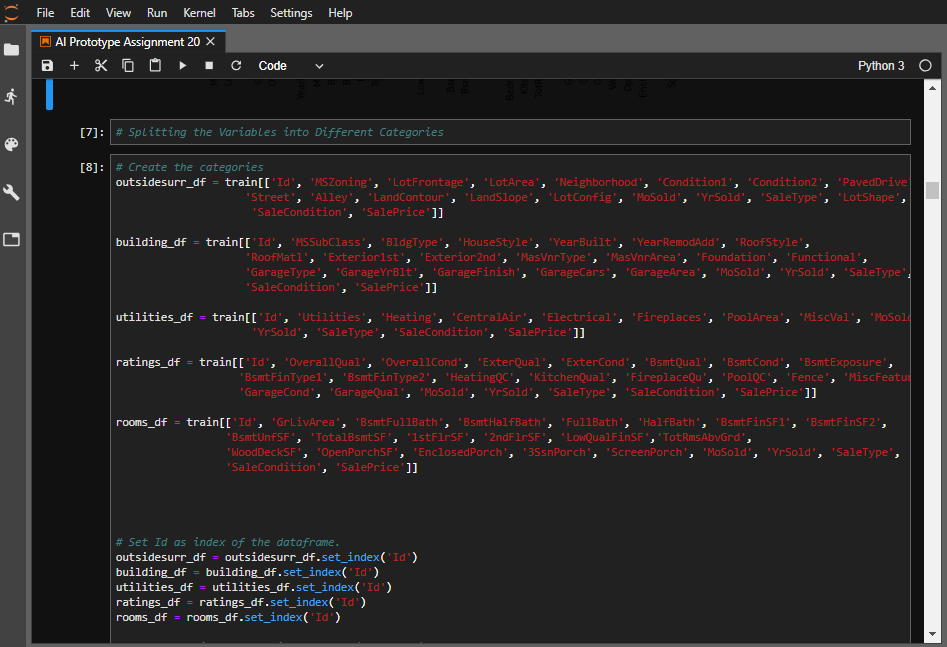 File Edit View Run Kernel Tabs Settings Help
AI Prototype Assignment 20
Code
Python 3
[7]:
# Splitting the Variables into Different Categories
[8]:
# Create the categories
outsidesurr_df = train[['Id', 'MSZoning', 'LotFrontage', 'LotArea', 'Neighborhood', 'Condition1', 'Condition2', 'PavedDrive
'Street', 'Alley', 'LandContour', 'LandSlope', 'LotConfig', 'MoSold', 'YrSold', 'SaleType', 'LotShape',
'SaleCondition', 'SalePrice']]
building_df = train[['Id', 'MSSubClass', 'BldgType', 'HouseStyle', 'YearBuilt', 'YearRemodAdd', 'RoofStyle',
'RoofMatl', 'Exterior1st', 'Exterior2nd', 'MasVnrType', 'MasVnrArea', 'Foundation', 'Functional',
'GarageType', 'GarageYrBlt', 'GarageFinish', 'GarageCars', 'GarageArea', 'MoSold', 'YrSold', 'SaleType',
'SaleCondition', 'SalePrice']]
utilities_df = train[['Id', 'Utilities', 'Heating', 'CentralAir', 'Electrical', 'Fireplaces', 'PoolArea', 'MiscVal', 'MoSold
'YrSold', 'SaleType', 'SaleCondition', 'SalePrice']]
ratings_df = train[['Id', 'OverallQual', 'OverallCond', 'ExterQual', 'ExterCond', 'BsmtQual', 'BsmtCond', 'BsmtExposure',
'BsmtFinType1', 'BsmtFinType2', 'HeatingQC', 'KitchenQual', 'FireplaceQu', 'PoolQC', 'Fence', 'MiscFeatur
'GarageCond', 'GarageQual', 'MoSold', 'YrSold', 'SaleType', 'SaleCondition', 'SalePrice']]
rooms_df = train[['Id', 'GrLivArea', 'BsmtFullBath', 'BsmtHalfBath', 'FullBath', 'HalfBath', 'BsmtFinSF1', 'BsmtFinSF2',
'BsmtUnfSF', 'TotalBsmtSF', '1stFlrSF', '2ndFlrSF', 'LowQualFinSF','TotRmsAbvGrd',
'WoodDeckSF', 'OpenPorchSF', 'EnclosedPorch', '3SsnPorch', 'ScreenPorch', 'MoSold', 'YrSold', 'SaleType',
'SaleCondition', 'SalePrice']]
# Set Id as index of the dataframe.
outsidesurr_df = outsidesurr_df.set_index('Id')
building_df = building_df.set_index('Id')
utilities_df = utilities_df.set_index('Id')
ratings_df = ratings_df.set_index('Id')
rooms_df = rooms_df.set_index('Id')